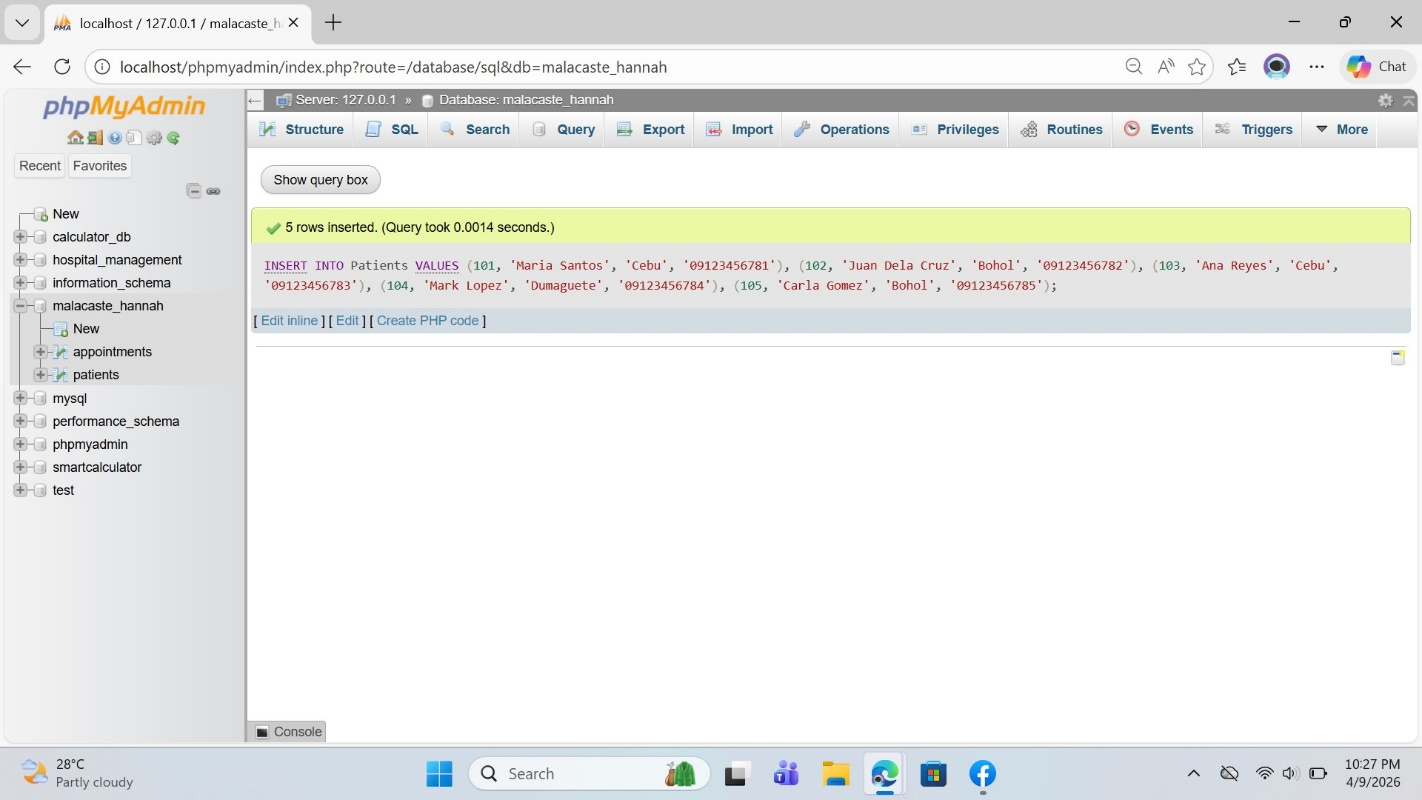 localhost / 127.0.0.1 / malacaste_h
localhost/phpmyadmin/index.php?route=/database/sql&db=malacaste_hannah
Chat
phpMyAdmin
Recent
Favorites
New
calculator_db
hospital_management
information_schema
malacaste_hannah
New
appointments
patients
mysql
performance_schema
phpmyadmin
smartcalculator
test
Server: 127.0.0.1 » Database: malacaste_hannah
Structure SQL Search Query Export Import Operations Privileges Routines Events Triggers More
Show query box
5 rows inserted. (Query took 0.0014 seconds.)
INSERT INTO Patients VALUES (101, 'Maria Santos', 'Cebu', '09123456781'), (102, 'Juan Dela Cruz', 'Bohol', '09123456782'), (103, 'Ana Reyes', 'Cebu',
'09123456783'), (104, 'Mark Lopez', 'Dumaguete', '09123456784'), (105, 'Carla Gomez', 'Bohol', '09123456785');
[ Edit inline ] [ Edit ] [ Create PHP code ]
Console
28°C
Partly cloudy
Search
10:27 PM
4/9/2026